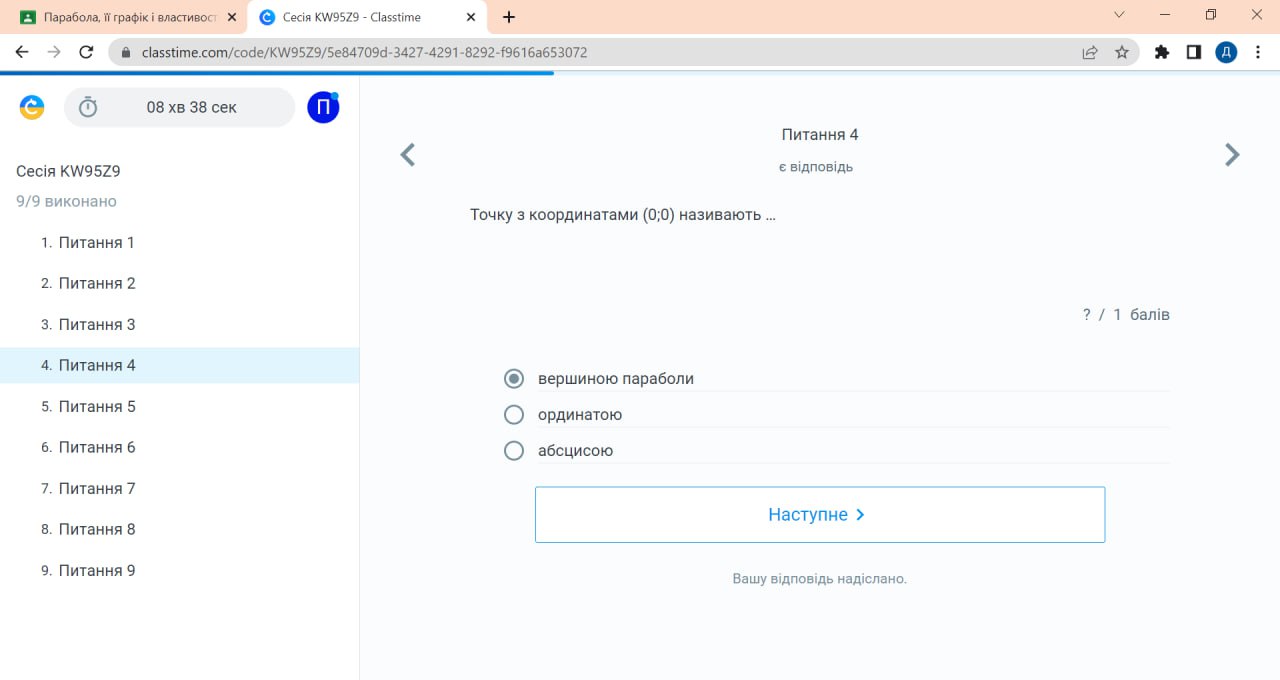 Парабола, її графік і властивост
Сесія KW95Z9 - Classtime
classtime.com/code/KW95Z9/5e84709d-3427-4291-8292-f9616a653072
Д
08 хв 38 сек
П
Сесія KW95Z9
9/9 виконано
1. Питання 1
2. Питання 2
3. Питання 3
4. Питання 4
5. Питання 5
6. Питання 6
7. Питання 7
8. Питання 8
9. Питання 9
Питання 4
є відповідь
Точку з координатами (0;0) називають ...
? / 1 балів
вершиною параболи
ординатою
абсцисою
Наступне
Вашу відповідь надіслано.